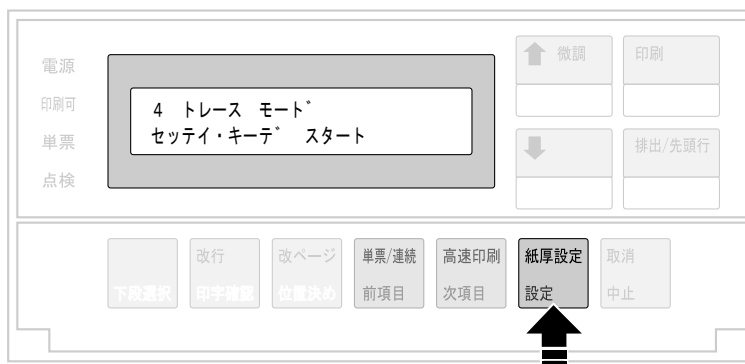 電源
印刷可
単票
点検
4 トレース モード
セッテイ・キーデ スタート
微調
印刷
排出/先頭行
下段選択
改行
印字確認
改ページ
位置決め
単票/連続
前項目
高速印刷
次項目
紙厚設定
設定
取消
中止